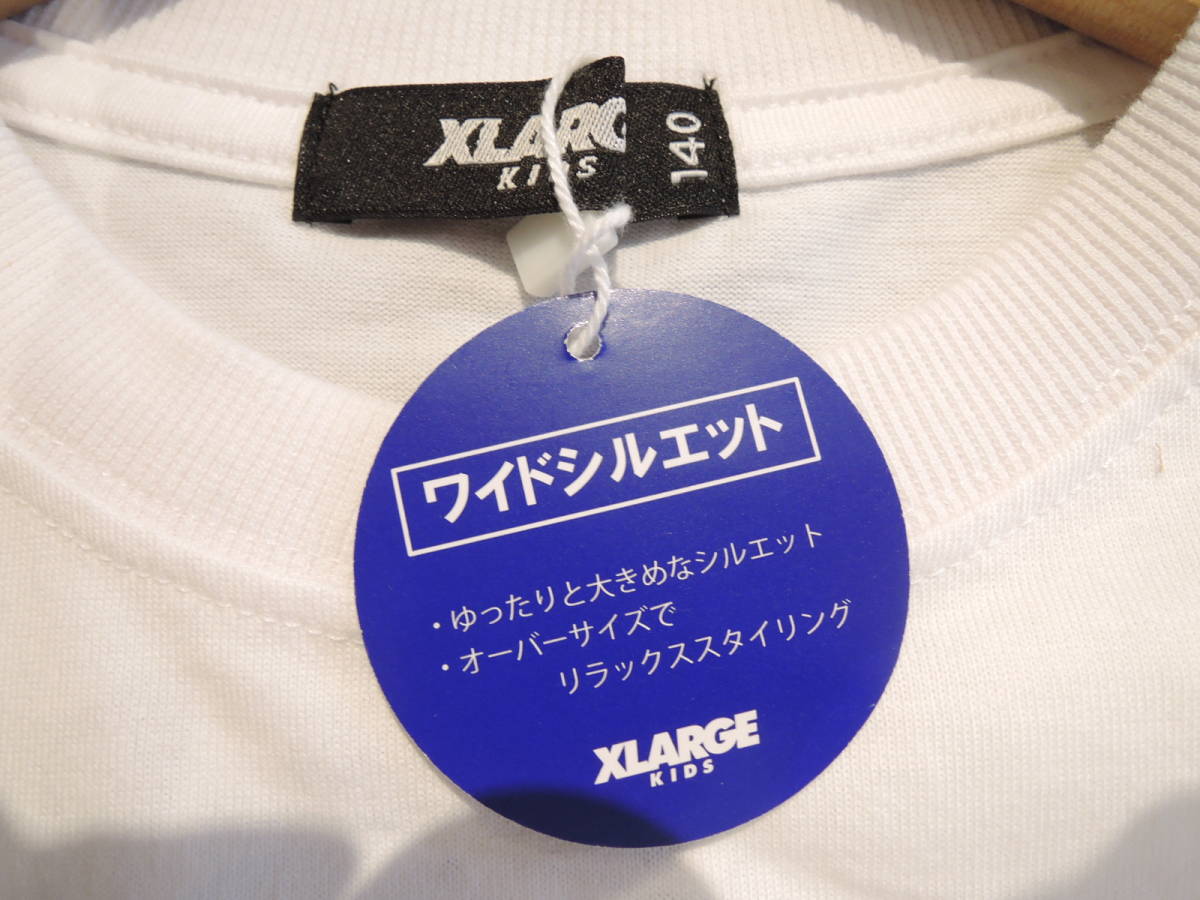 XLARG
KIDS
140
ワイドシルエット
・ゆったりと大きめなシルエット
・オーバーサイズで
リラックススタイリング
XLARGE
KIDS